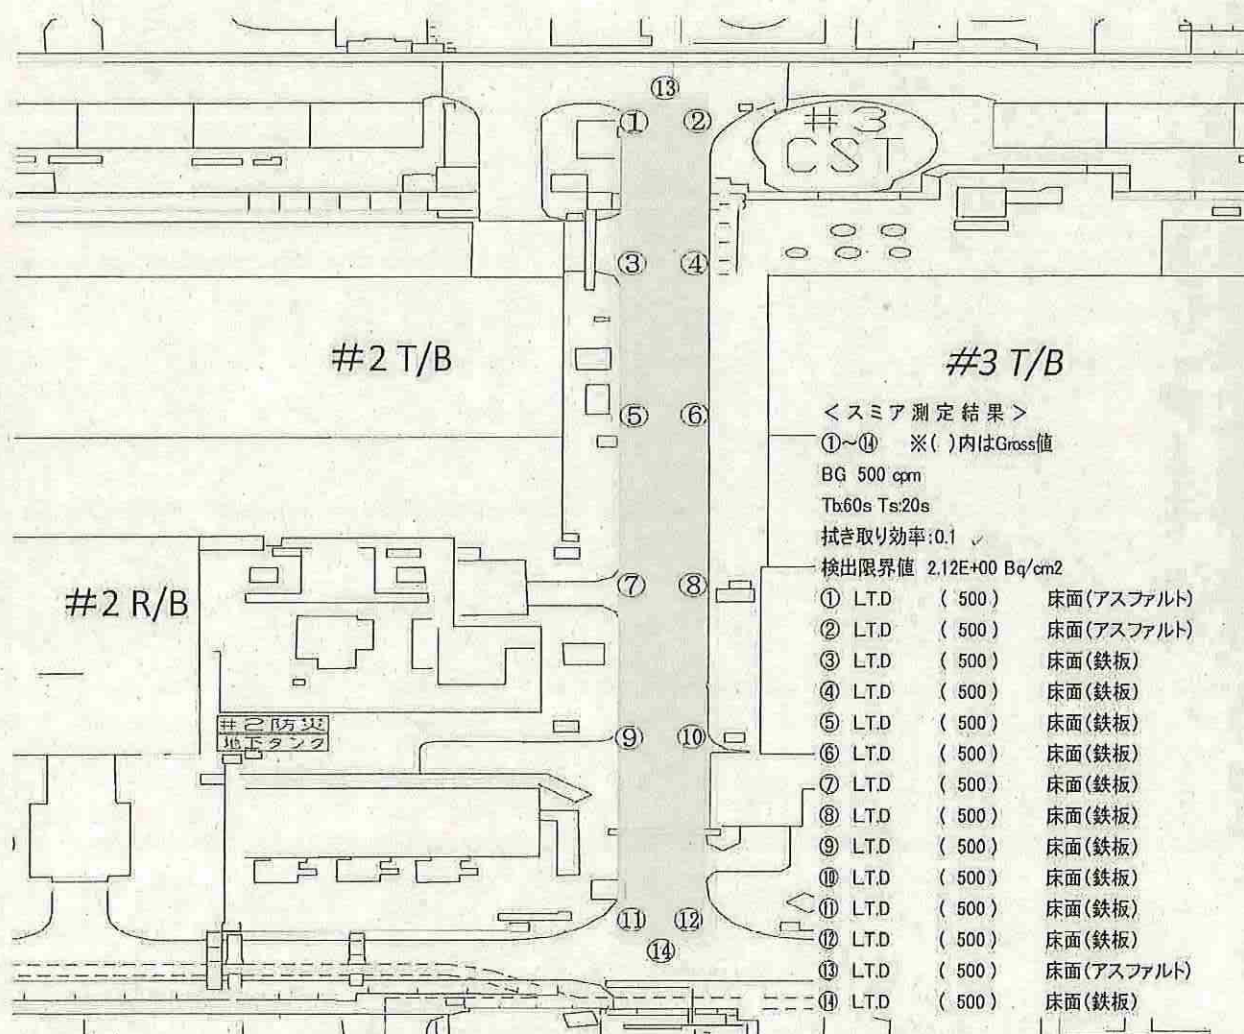 ⑬
① ②
#3
CST
③ ④
#2 T/B
#3 T/B
⑤ ⑥
<スミア測定結果>
①~⑭ ※( )内はGross値
BG 500 cpm
Tb:60s Ts:20s
拭き取り効率:0.1
検出限界値 2.12E+00 Bq/cm2
① L.T.D ( 500 ) 床面(アスファルト)
② L.T.D ( 500 ) 床面(アスファルト)
③ L.T.D ( 500 ) 床面(鉄板)
④ L.T.D ( 500 ) 床面(鉄板)
⑤ L.T.D ( 500 ) 床面(鉄板)
⑥ L.T.D ( 500 ) 床面(鉄板)
⑦ L.T.D ( 500 ) 床面(鉄板)
⑧ L.T.D ( 500 ) 床面(鉄板)
⑨ L.T.D ( 500 ) 床面(鉄板)
⑩ L.T.D ( 500 ) 床面(鉄板)
⑪ L.T.D ( 500 ) 床面(鉄板)
⑫ L.T.D ( 500 ) 床面(鉄板)
⑬ L.T.D ( 500 ) 床面(アスファルト)
⑭ L.T.D ( 500 ) 床面(鉄板)
⑦ ⑧
#2 R/B
#2防災
地下タンク
⑨ ⑩
⑪ ⑫
⑭